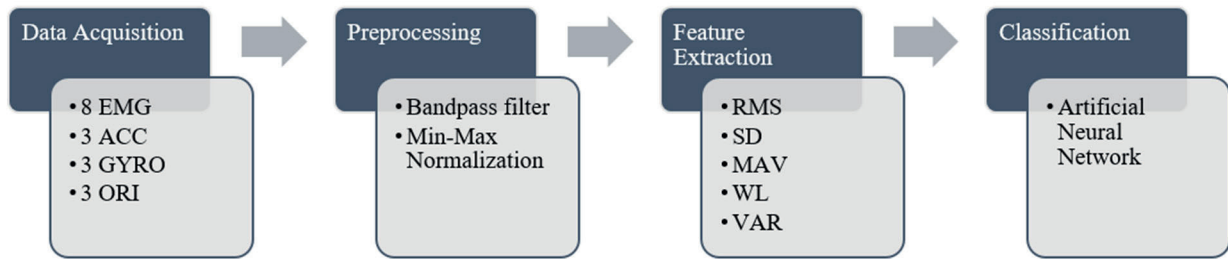 Data Acquisition
• 8 EMG
• 3 ACC
• 3 GYRO
• 3 ORI
Preprocessing
• Bandpass filter
• Min-Max
Normalization
Feature
Extraction
• RMS
• SD
• MAV
• WL
• VAR
Classification
• Artificial
Neural
Network